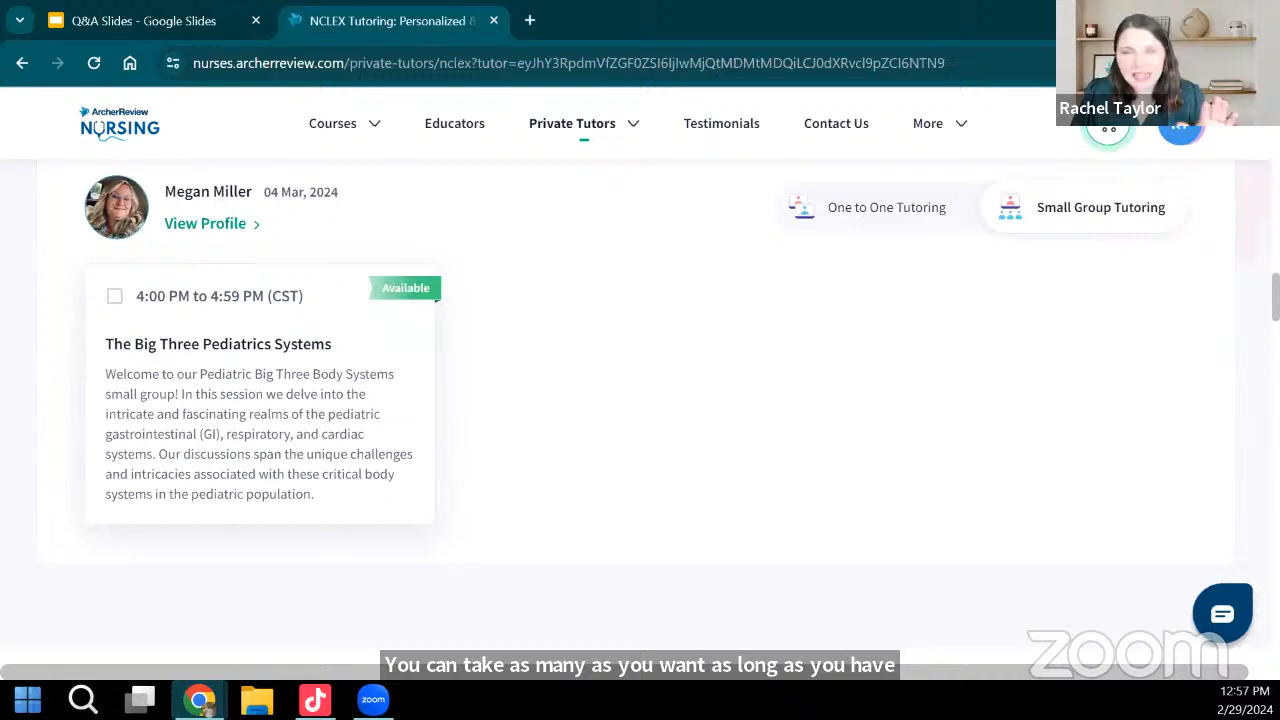 Q&A Slides - Google Slides
NCLEX Tutoring: Personalized &
nurses.archerreview.com/private-tutors/nclex?tutor=eyJhY3RpdmVfZGF0ZSI6IjIwMjQtMDMtMDQiLCJ0dXRvcl9pZCI6NTN9
Rachel Taylor
ArcherReview
NURSING
Courses
Educators
Private Tutors
Testimonials
Contact Us
More
Megan Miller 04 Mar, 2024
View Profile
One to One Tutoring
Small Group Tutoring
4:00 PM to 4:59 PM (CST)
Available
The Big Three Pediatrics Systems
Welcome to our Pediatric Big Three Body Systems
small group! In this session we delve into the
intricate and fascinating realms of the pediatric
gastrointestinal (GI), respiratory, and cardiac
systems. Our discussions span the unique challenges
and intricacies associated with these critical body
systems in the pediatric population.
zoom
You can take as many as you want as long as you have
zoom
12:57 PM
2/29/2024